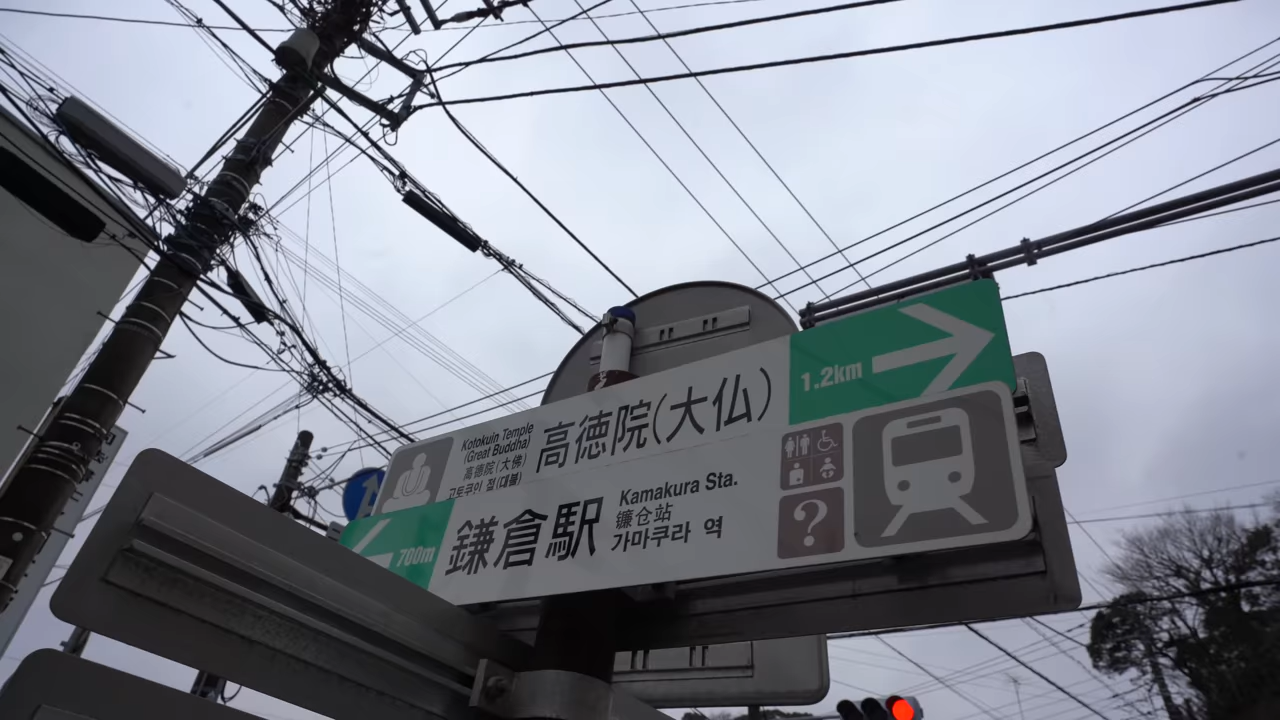 Kotokuin Temple
(Great Buddha)
高徳院(大佛)
고토쿠인 절(대불)
高徳院(大仏)
1.2km
700m
鎌倉駅
Kamakura Sta.
镰仓站
가마쿠라 역
?